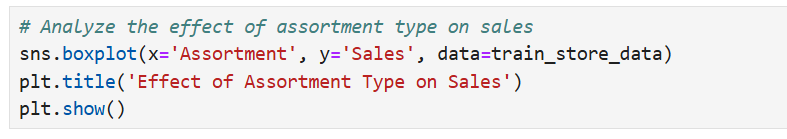 # Analyze the effect of assortment type on sales
sns.boxplot(x='Assortment', y='Sales', data=train_store_data)
plt.title('Effect of Assortment Type on Sales')
plt.show()